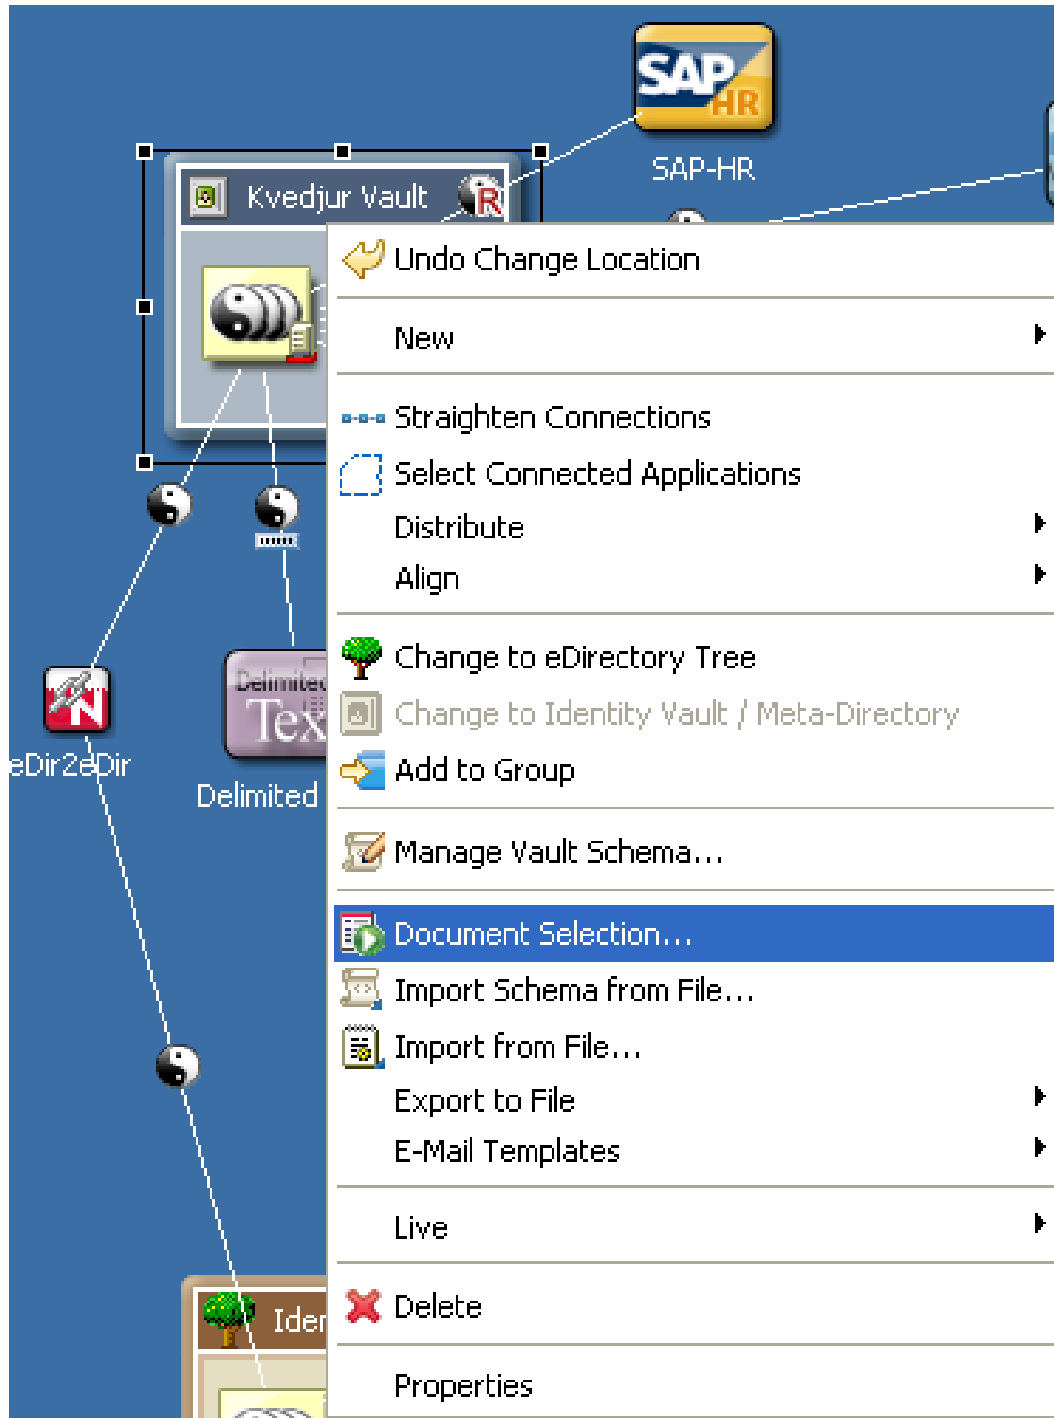 SAP
HR
SAP-HR
Kvedjur Vault
R
Undo Change Location
New
Straighten Connections
Select Connected Applications
Distribute
Align
Change to eDirectory Tree
Change to Identity Vault / Meta-Directory
Add to Group
Manage Vault Schema...
Document Selection...
Import Schema from File...
Import from File...
Export to File
E-Mail Templates
Live
Delete
Properties
N
eDir2eDir
Delimited
Tex
Delimited
Iden